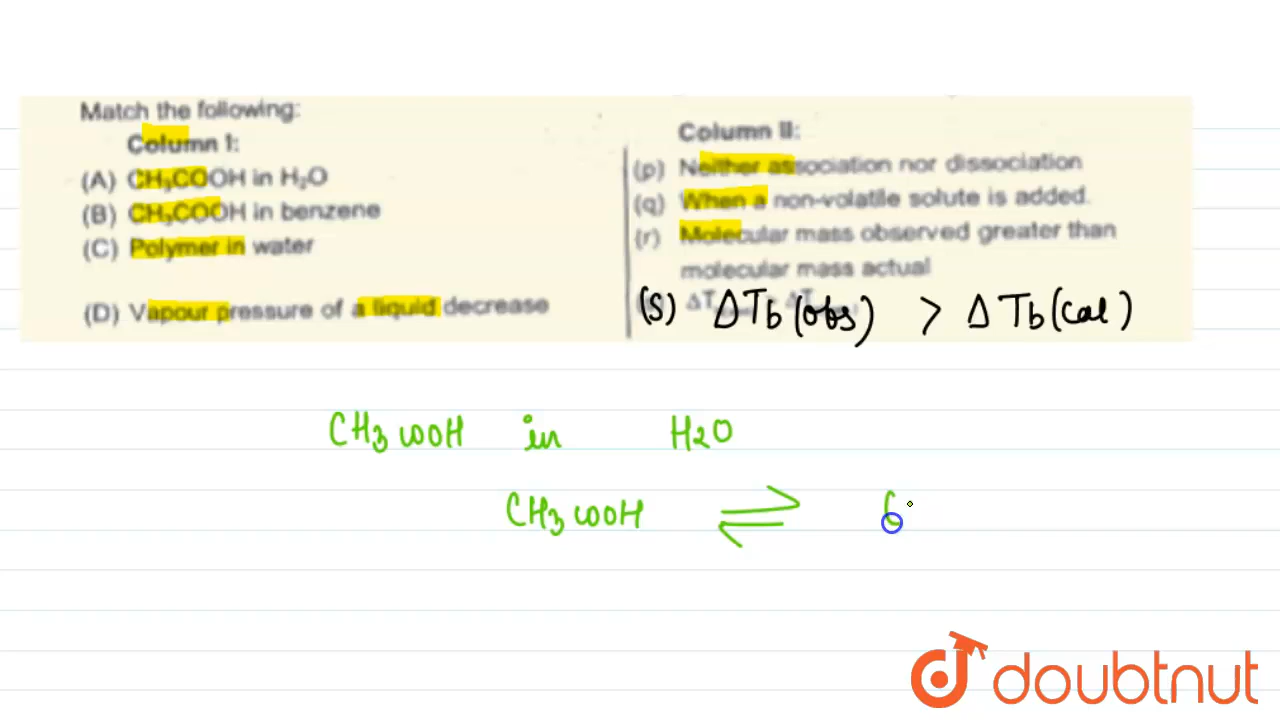 Match the following:
Column I:
(A) CH₃COOH in H₂O
(B) CH₃COOH in benzene
(C) Polymer in water
(D) Vapour pressure of a liquid decrease
Column II:
(p) Neither association nor dissociation
(q) When a non-volatile solute is added.
(r) Molecular mass observed greater than
molecular mass actual
(S) ΔTb(obs) > ΔTb(cal)
CH3COOH in H2O
CH3COOH ⇌ C
doubtnut